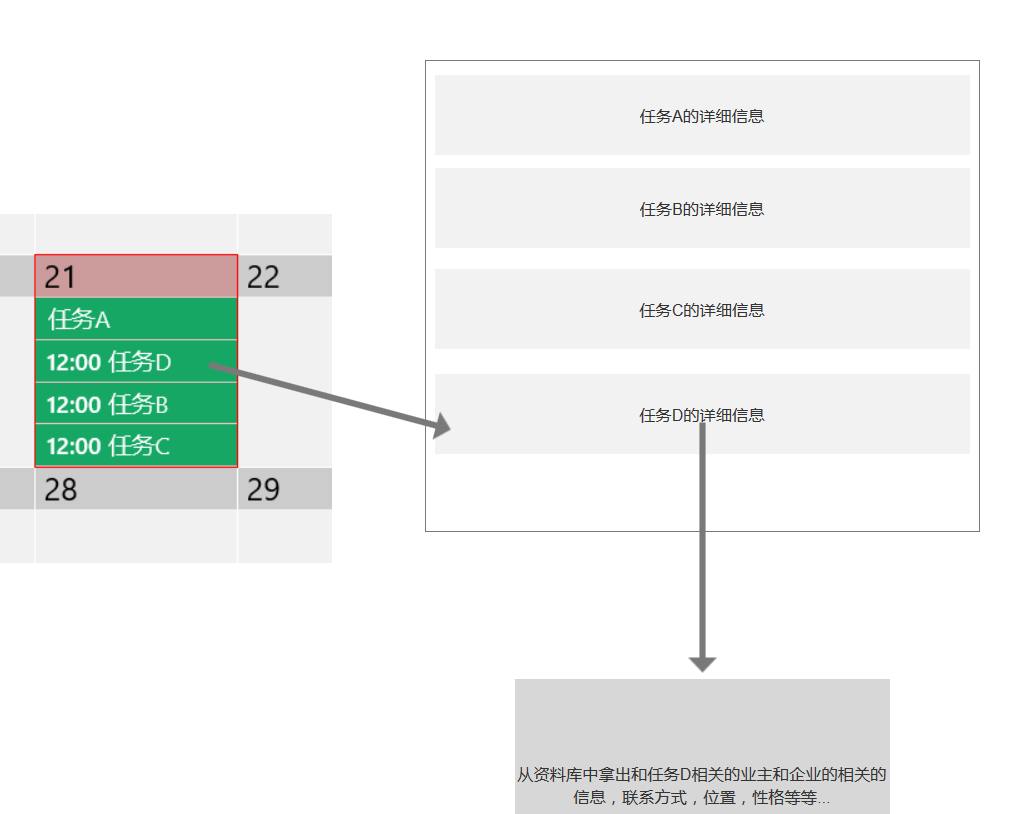 21
22
任务A
12:00 任务D
12:00 任务B
12:00 任务C
28
29
任务A的详细信息
任务B的详细信息
任务C的详细信息
任务D的详细信息
从资料库中拿出和任务D相关的业主和企业的相关的
信息，联系方式，位置，性格等等...